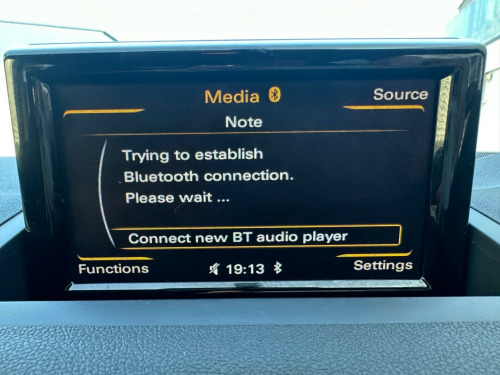 Media
Source
Note
Trying to establish
Bluetooth connection.
Please wait ...
Connect new BT audio player
Functions
19:13
Settings